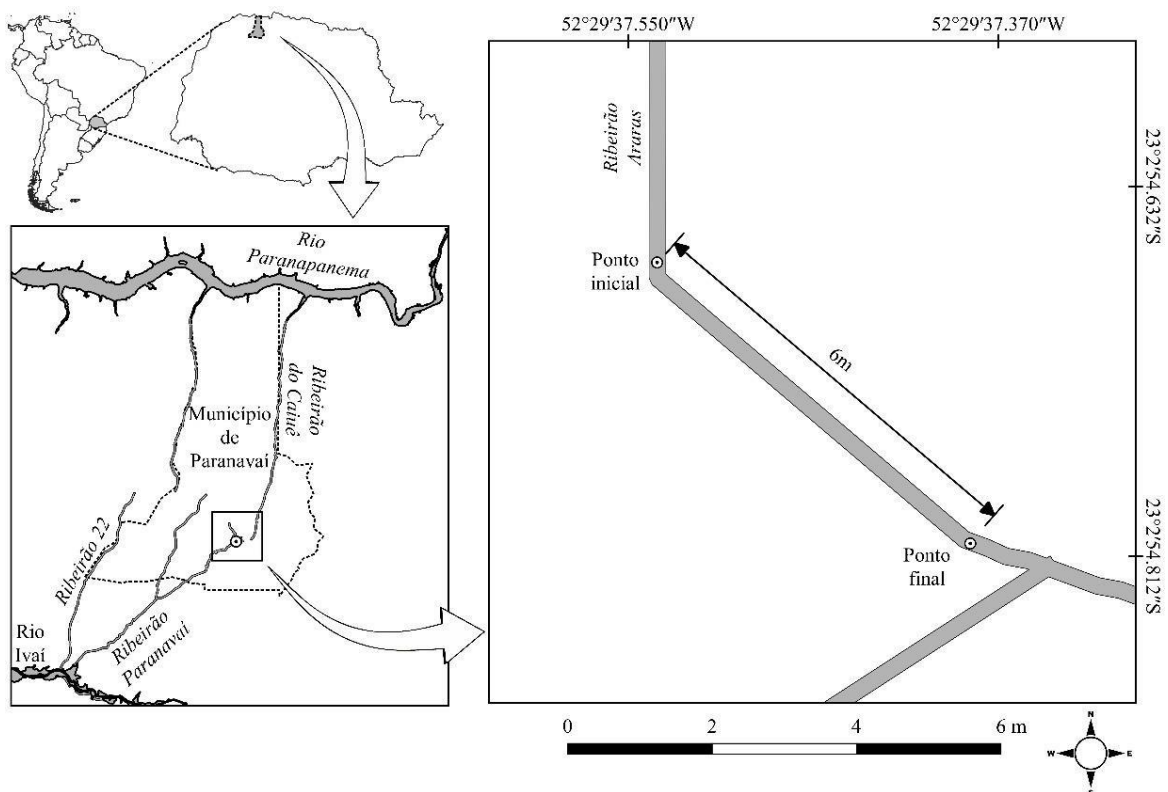 52°29'37.550"W
52°29'37.370"W
Ribeirão
Araras
23°2'54.632"S
Ponto
inicial
6m
Ponto
final
23°2'54.812"S
Rio
Paranapanema
Ribeirão
do Caiuê
Município
de
Paranavaí
Ribeirão 22
Rio
Ivaí
Ribeirão
Paranavaí
0
2
4
6 m
N
W
E
S